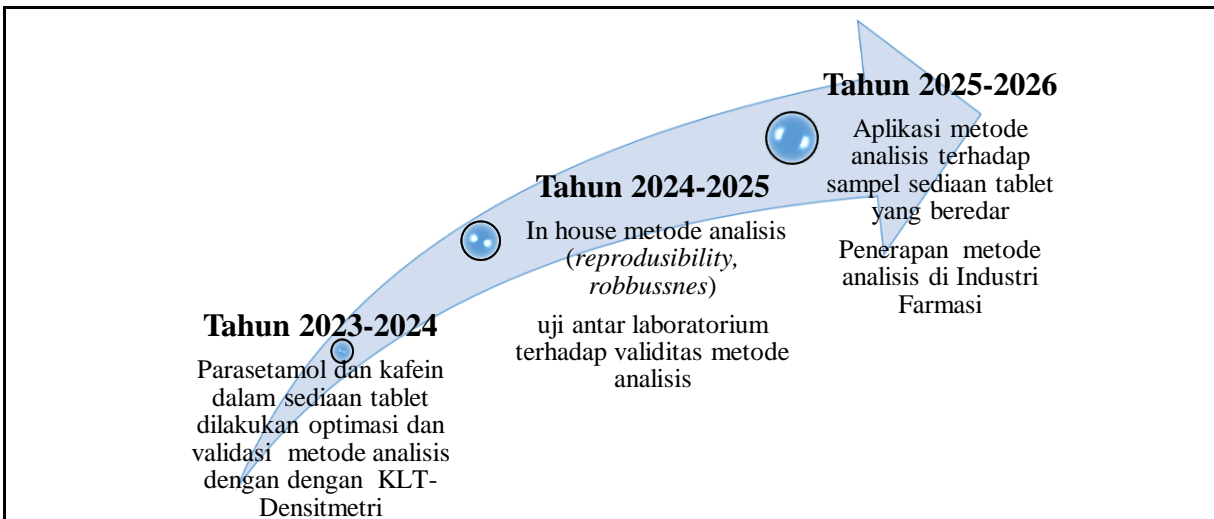 Tahun 2023-2024
Parasetamol dan kafein
dalam sediaan tablet
dilakukan optimasi dan
validasi metode analisis
dengan dengan KLT-
Densitmetri
Tahun 2024-2025
In house metode analisis
(reprodusibility,
robbussnes)
uji antar laboratorium
terhadap validitas metode
analisis
Tahun 2025-2026
Aplikasi metode
analisis terhadap
sampel sediaan tablet
yang beredar
Penerapan metode
analisis di Industri
Farmasi